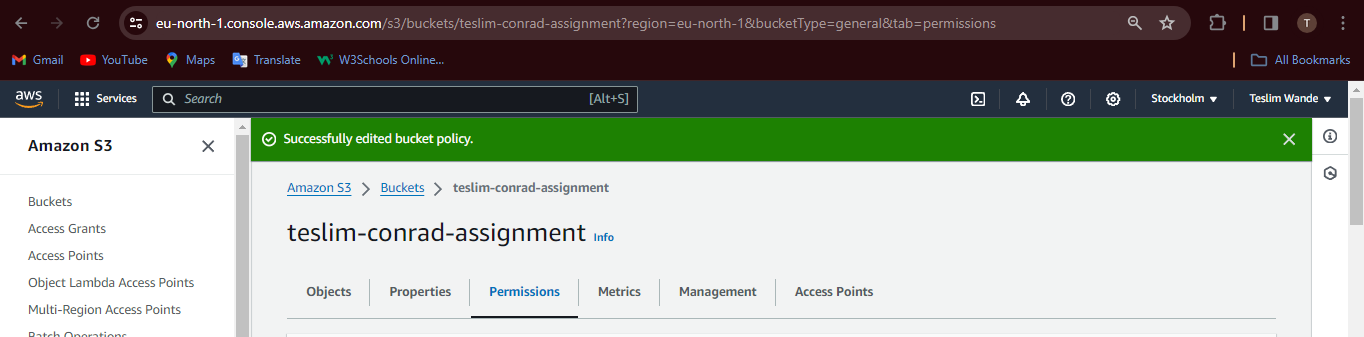 eu-north-1.console.aws.amazon.com/s3/buckets/teslim-conrad-assignment?region=eu-north-1&bucketType=general&tab=permissions
T
Gmail YouTube Maps Translate W3Schools Online... All Bookmarks
aws Services Search [Alt+S] Stockholm Teslim Wande
Amazon S3
Successfully edited bucket policy.
Amazon S3 > Buckets > teslim-conrad-assignment
Buckets
teslim-conrad-assignment Info
Access Grants
Access Points
Object Lambda Access Points
Multi-Region Access Points
Batch Operations
Objects Properties Permissions Metrics Management Access Points